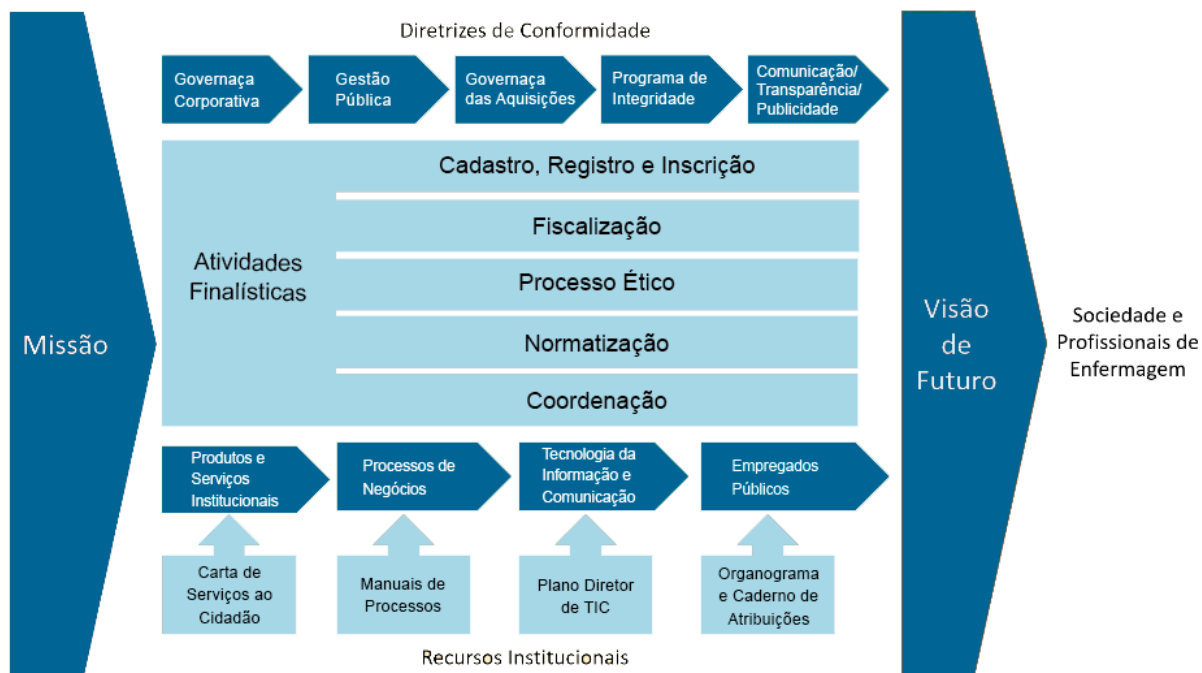 Diretrizes de Conformidade
Governaça
Corporativa
Gestão
Pública
Governaça
das Aquisições
Programa de
Integridade
Comunicação/
Transparência/
Publicidade
Missão
Atividades
Finalísticas
Cadastro, Registro e Inscrição
Fiscalização
Processo Ético
Normatização
Coordenação
Visão
de
Futuro
Sociedade e
Profissionais de
Enfermagem
Produtos e
Serviços
Institucionais
Processos de
Negócios
Tecnologia da
Informação e
Comunicação
Empregados
Públicos
Carta de
Serviços ao
Cidadão
Manuais de
Processos
Plano Diretor
de TIC
Organograma
e Caderno de
Atribuições
Recursos Institucionais